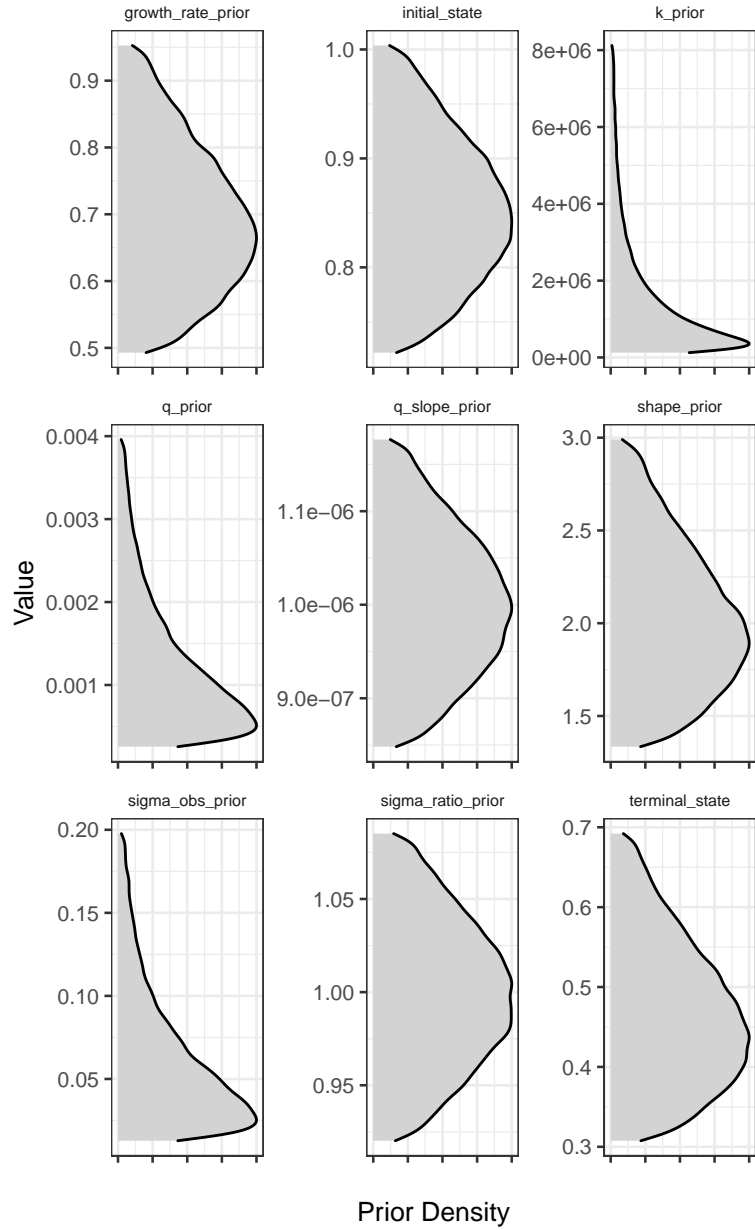 growth_rate_prior
initial_state
k_prior
0.9
0.8
0.7
0.6
0.5
1.0
0.9
0.8
8e+06
6e+06
4e+06
2e+06
0e+00
q_prior
q_slope_prior
shape_prior
0.004
0.003
0.002
0.001
1.1e−06
1.0e−06
9.0e−07
3.0
2.5
2.0
1.5
Value
sigma_obs_prior
sigma_ratio_prior
terminal_state
0.20
0.15
0.10
0.05
1.05
1.00
0.95
0.7
0.6
0.5
0.4
0.3
Prior Density